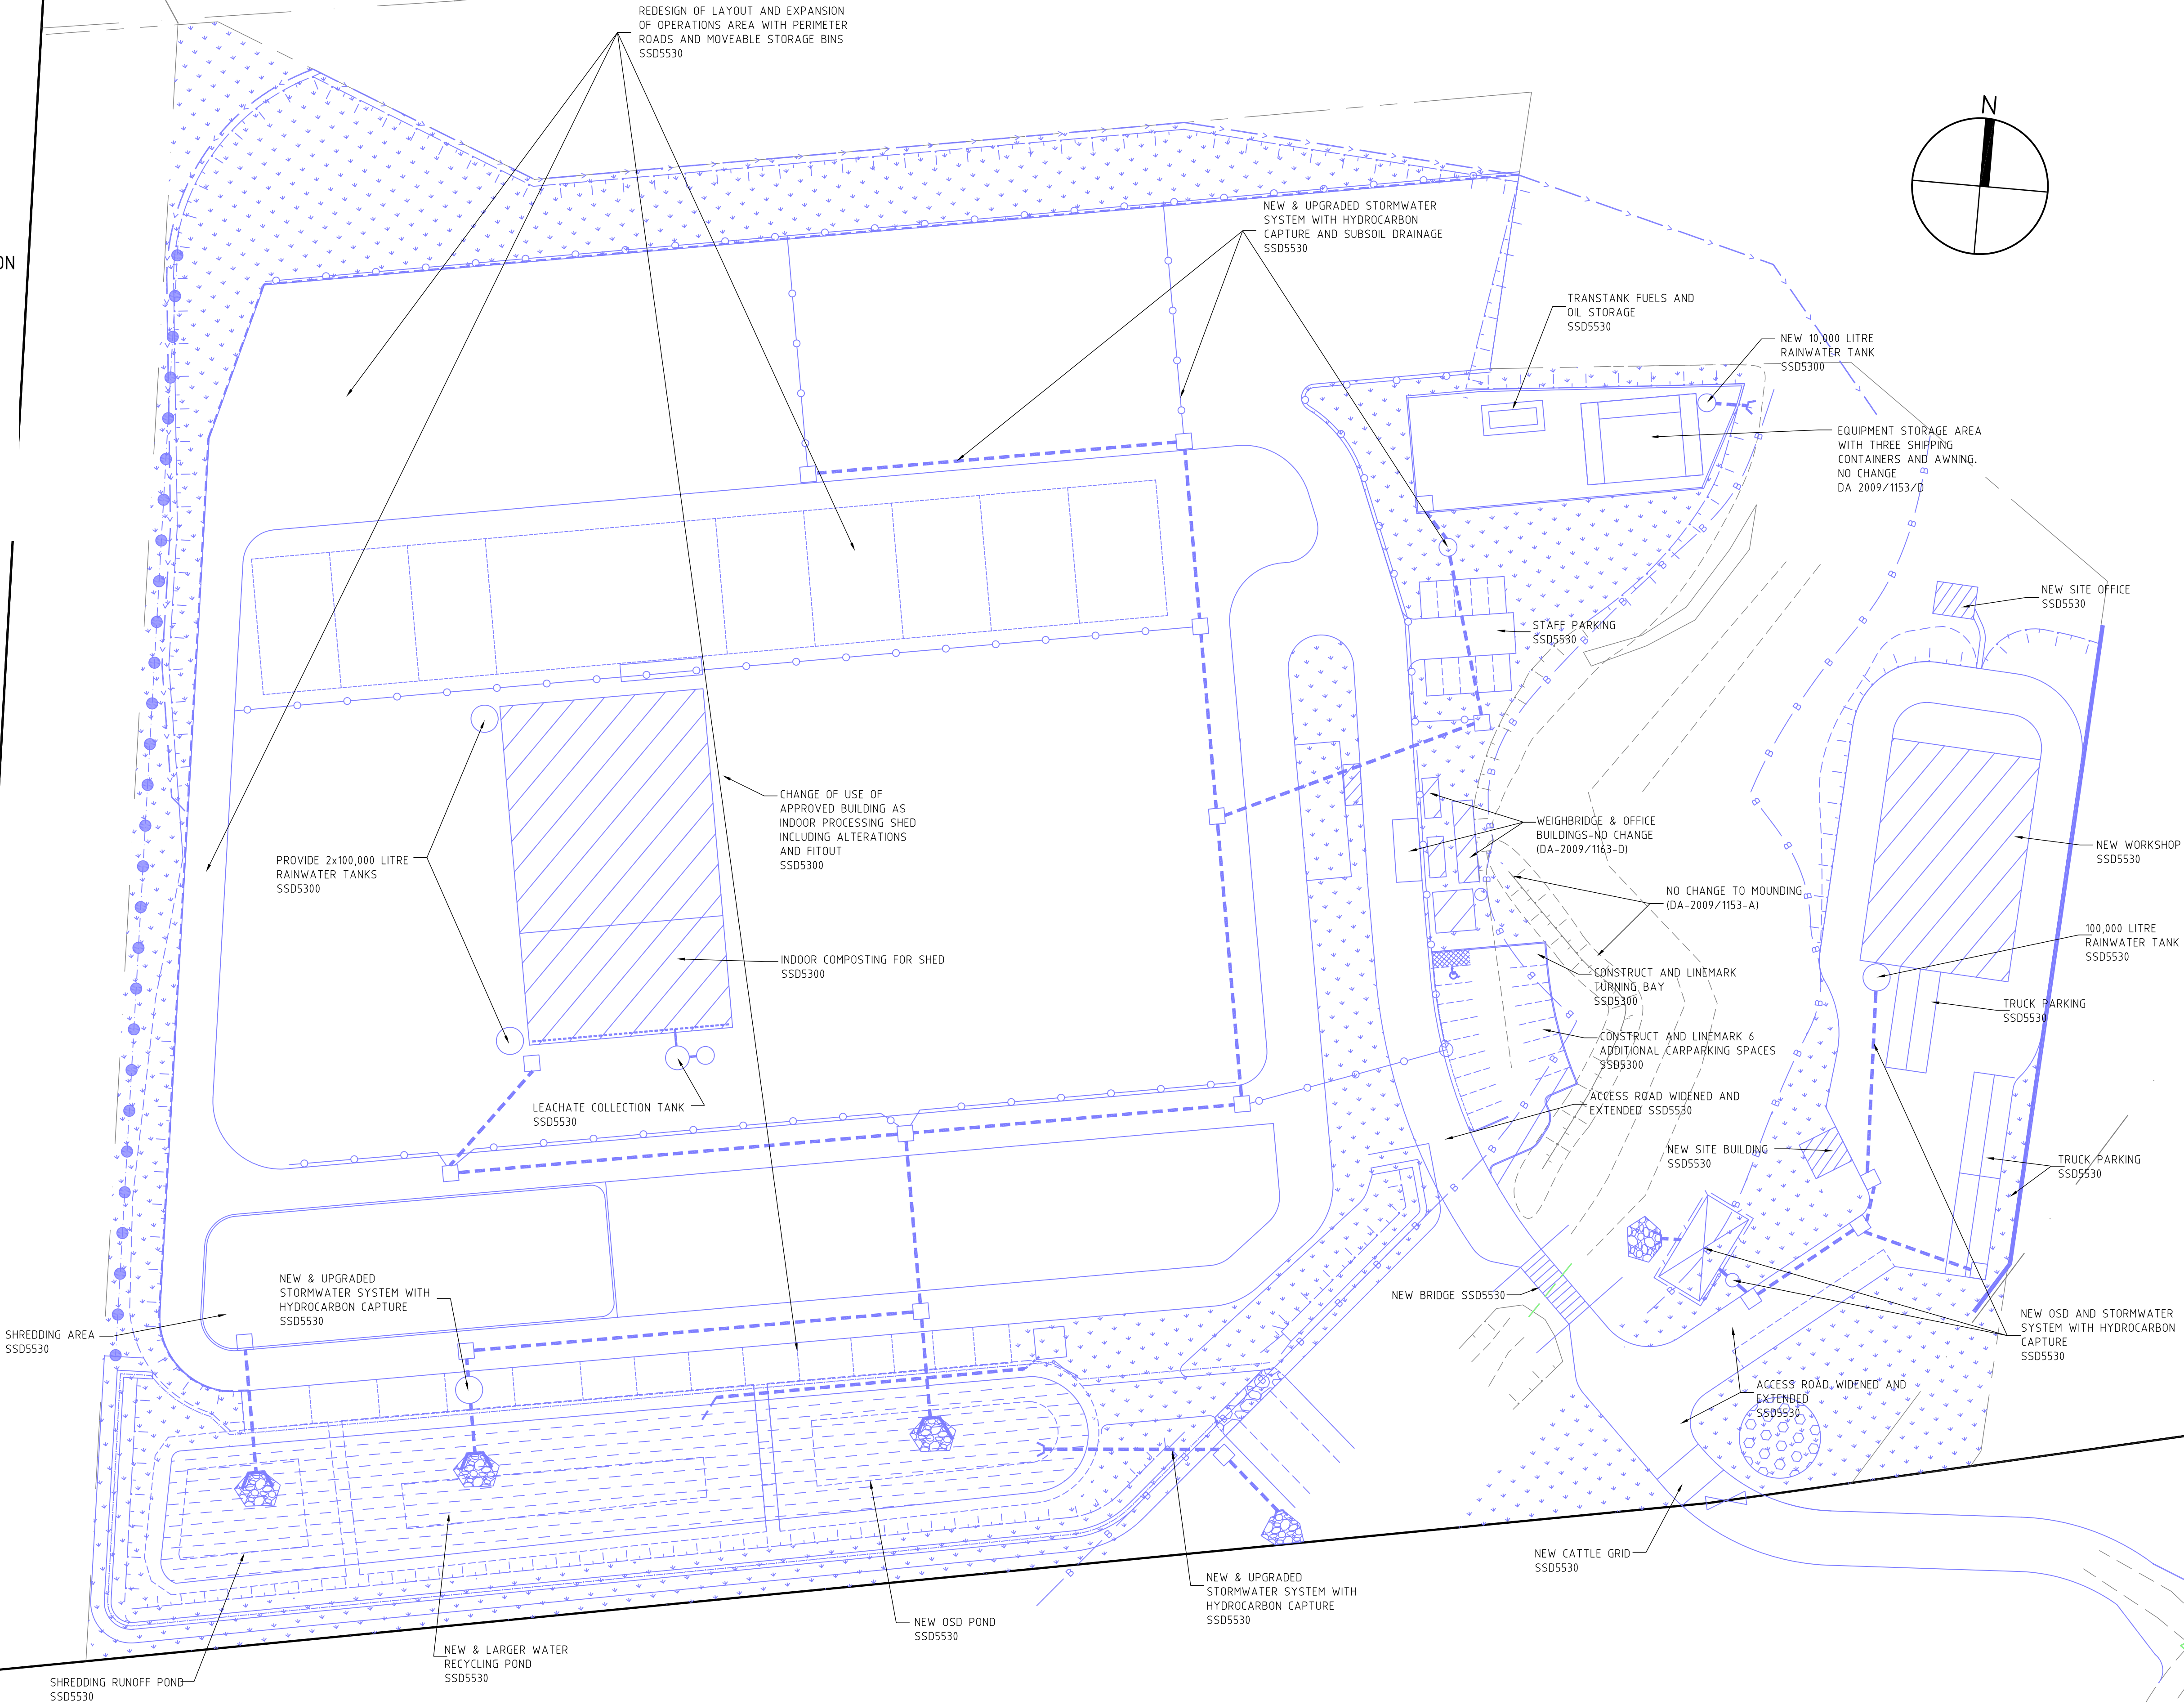 REDESIGN OF LAYOUT AND EXPANSION
OF OPERATIONS AREA WITH PERIMETER
ROADS AND MOVEABLE STORAGE BINS
SSD5530
N
ON
NEW & UPGRADED STORMWATER
SYSTEM WITH HYDROCARBON
CAPTURE AND SUBSOIL DRAINAGE
SSD5530
TRANSTANK FUELS AND
OIL STORAGE
SSD5530
NEW 10,000 LITRE
RAINWATER TANK
SSD5300
EQUIPMENT STORAGE AREA
WITH THREE SHIPPING
CONTAINERS AND AWNING.
NO CHANGE
DA 2009/1153/D
NEW SITE OFFICE
SSD5530
STAFF PARKING
SSD5530
CHANGE OF USE OF
APPROVED BUILDING AS
INDOOR PROCESSING SHED
INCLUDING ALTERATIONS
AND FITOUT
SSD5300
WEIGHBRIDGE & OFFICE
BUILDINGS-NO CHANGE
(DA-2009/1163-D)
NEW WORKSHOP
SSD5530
PROVIDE 2x100,000 LITRE
RAINWATER TANKS
SSD5300
NO CHANGE TO MOUNDING
(DA-2009/1153-A)
100,000 LITRE
RAINWATER TANK
SSD5530
INDOOR COMPOSTING FOR SHED
SSD5300
CONSTRUCT AND LINEMARK
TURNING BAY
SSD5300
TRUCK PARKING
SSD5530
CONSTRUCT AND LINEMARK 6
ADDITIONAL CARPARKING SPACES
SSD5300
LEACHATE COLLECTION TANK
SSD5530
ACCESS ROAD WIDENED AND
EXTENDED SSD5530
NEW SITE BUILDING
SSD5530
TRUCK PARKING
SSD5530
NEW & UPGRADED
STORMWATER SYSTEM WITH
HYDROCARBON CAPTURE
SSD5530
NEW BRIDGE SSD5530
SHREDDING AREA
SSD5530
NEW OSD AND STORMWATER
SYSTEM WITH HYDROCARBON
CAPTURE
SSD5530
ACCESS ROAD WIDENED AND
EXTENDED
SSD5530
NEW CATTLE GRID
SSD5530
NEW & UPGRADED
STORMWATER SYSTEM WITH
HYDROCARBON CAPTURE
SSD5530
NEW OSD POND
SSD5530
NEW & LARGER WATER
RECYCLING POND
SSD5530
SHREDDING RUNOFF POND
SSD5530